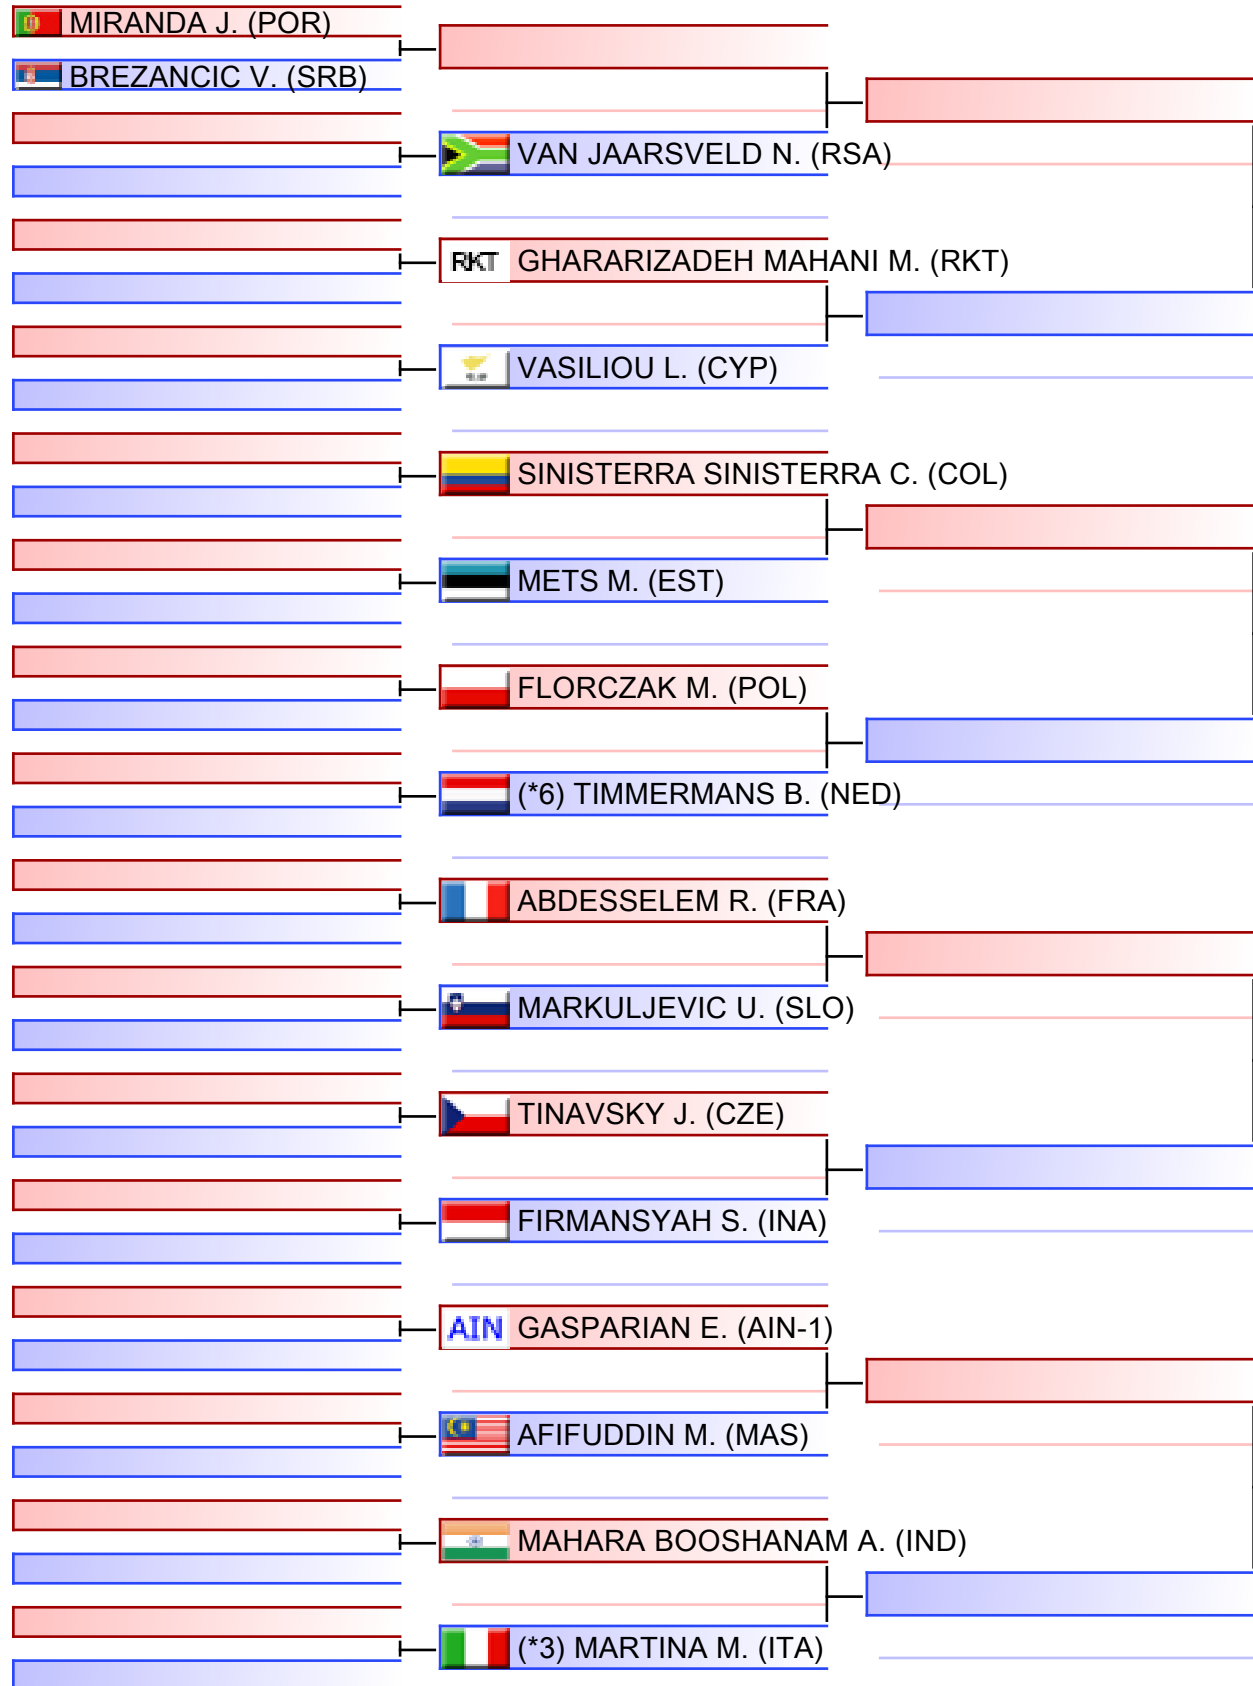 MIRANDA J. (POR)
BREZANCIC V. (SRB)
VAN JAARSVELD N. (RSA)
RKT GHARARIZADEH MAHANI M. (RKT)
VASILIOU L. (CYP)
SINISTERRA SINISTERRA C. (COL)
METS M. (EST)
FLORCZAK M. (POL)
(*6) TIMMERMANS B. (NED)
ABDESSELEM R. (FRA)
MARKULJEVIC U. (SLO)
TINAVSKY J. (CZE)
FIRMANSYAH S. (INA)
AIN GASPARIAN E. (AIN-1)
AFIFUDDIN M. (MAS)
MAHARA BOOSHANAM A. (IND)
(*3) MARTINA M. (ITA)